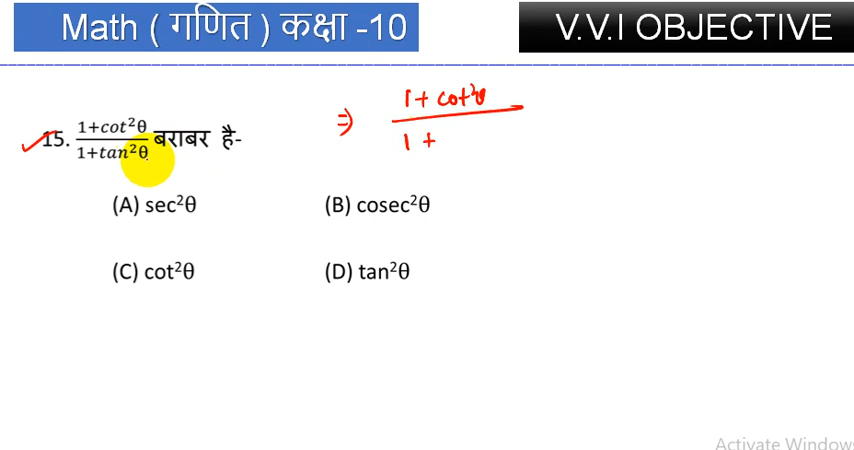 Math ( गणित ) कक्षा -10
V.V.I OBJECTIVE
15. 1+cot²θ / 1+tan²θ बराबर है-
⇒ 1 + cot²θ / 1 +
(A) sec²θ
(B) cosec²θ
(C) cot²θ
(D) tan²θ
Activate Windows